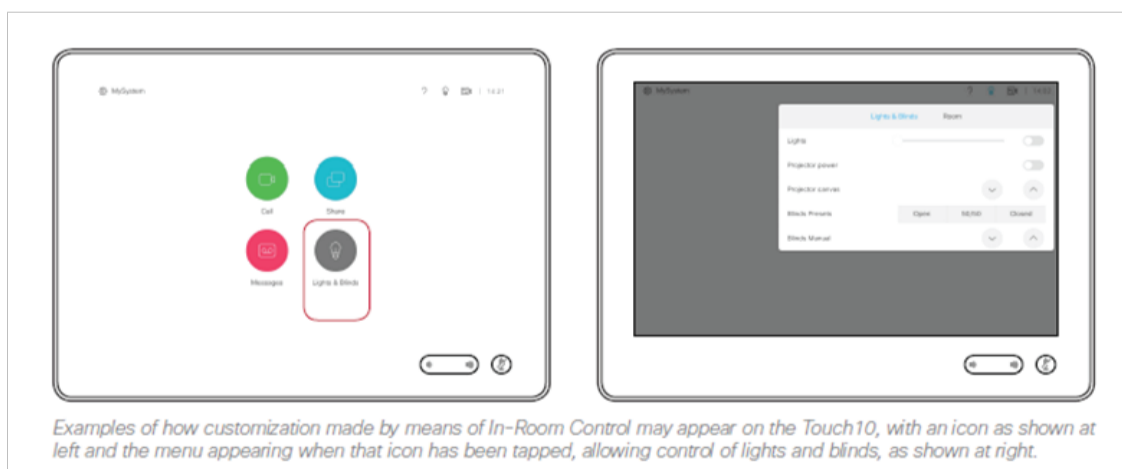 MySystem
14:31
Call
Share
Messages
Lights & Blinds
MySystem
14:32
Lights & Blinds Room
Lights
Projector power
Projector canvas
Blinds Presets Open 50/50 Closed
Blinds Manual
Examples of how customization made by means of In-Room Control may appear on the Touch10, with an icon as shown at
left and the menu appearing when that icon has been tapped, allowing control of lights and blinds, as shown at right.